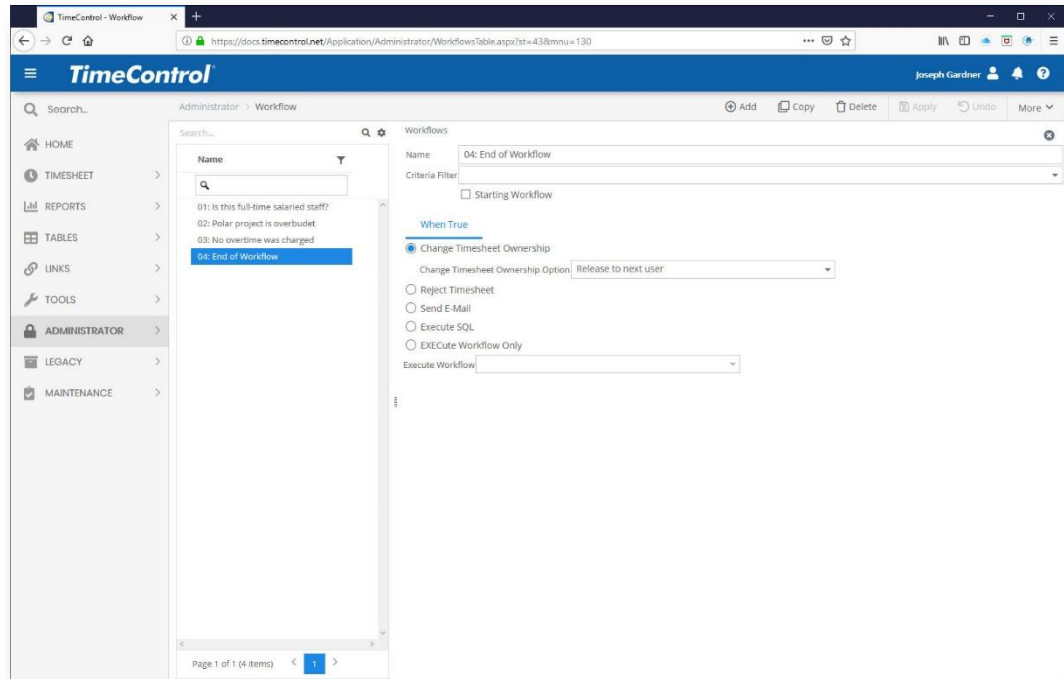 TimeControl - Workflow
https://docs.timecontrol.net/Application/Administrator/WorkflowsTable.aspx?st=43&mnu=130
TimeControl
Joseph Gardner
Search...
Administrator > Workflow
Add
Copy
Delete
Apply
Undo
More
HOME
TIMESHEET
REPORTS
TABLES
LINKS
TOOLS
ADMINISTRATOR
LEGACY
MAINTENANCE
Search...
Name
01: Is this full-time salaried staff?
02: Polar project is overbudet
03: No overtime was charged
04: End of Workflow
Page 1 of 1 (4 items) 1
Workflows
Name 04: End of Workflow
Criteria Filter
Starting Workflow
When True
Change Timesheet Ownership
Change Timesheet Ownership Option Release to next user
Reject Timesheet
Send E-Mail
Execute SQL
EXECute Workflow Only
Execute Workflow